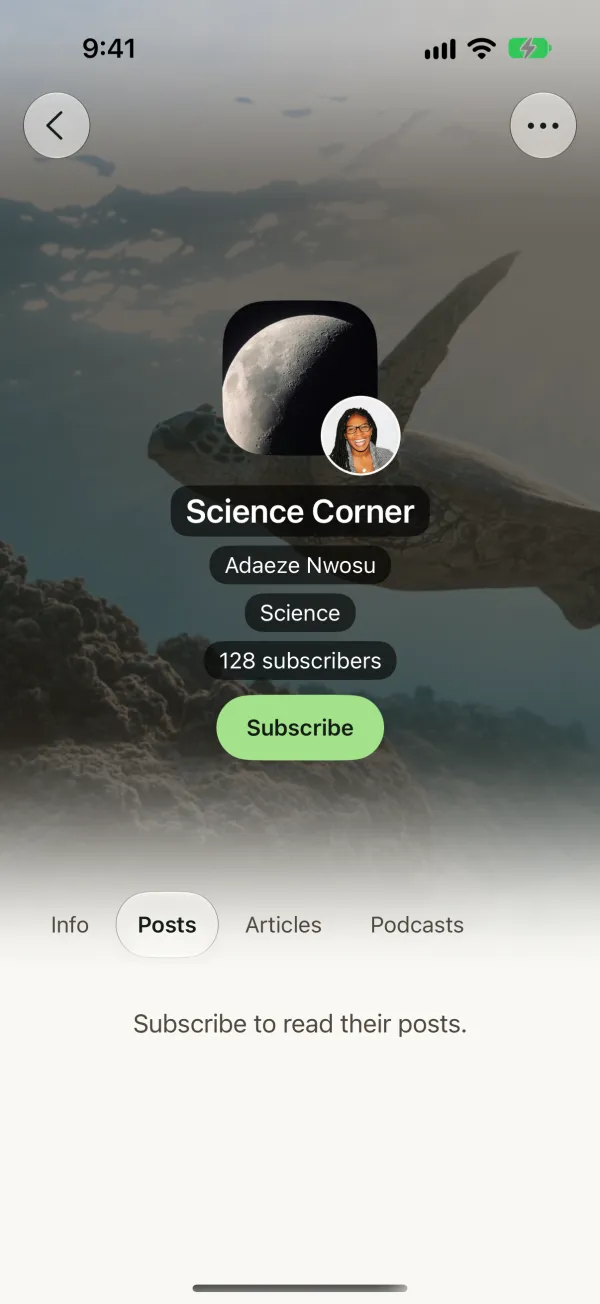 9:41
Science Corner
Adaeze Nwosu
Science
128 subscribers
Subscribe
Info Posts Articles Podcasts
Subscribe to read their posts.